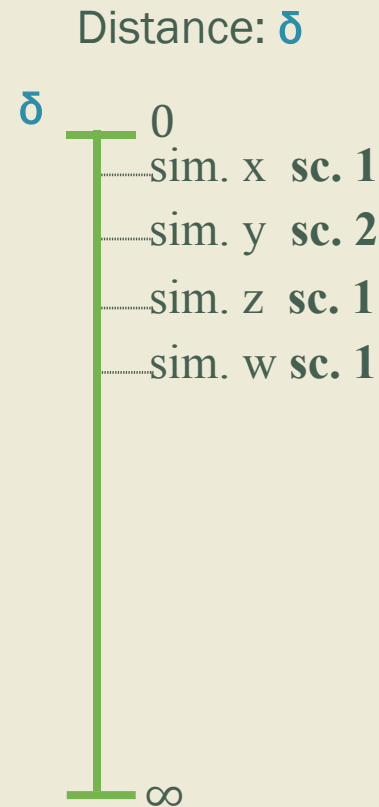 Distance: δ
δ
0
sim. x sc. 1
sim. y sc. 2
sim. z sc. 1
sim. w sc. 1
∞